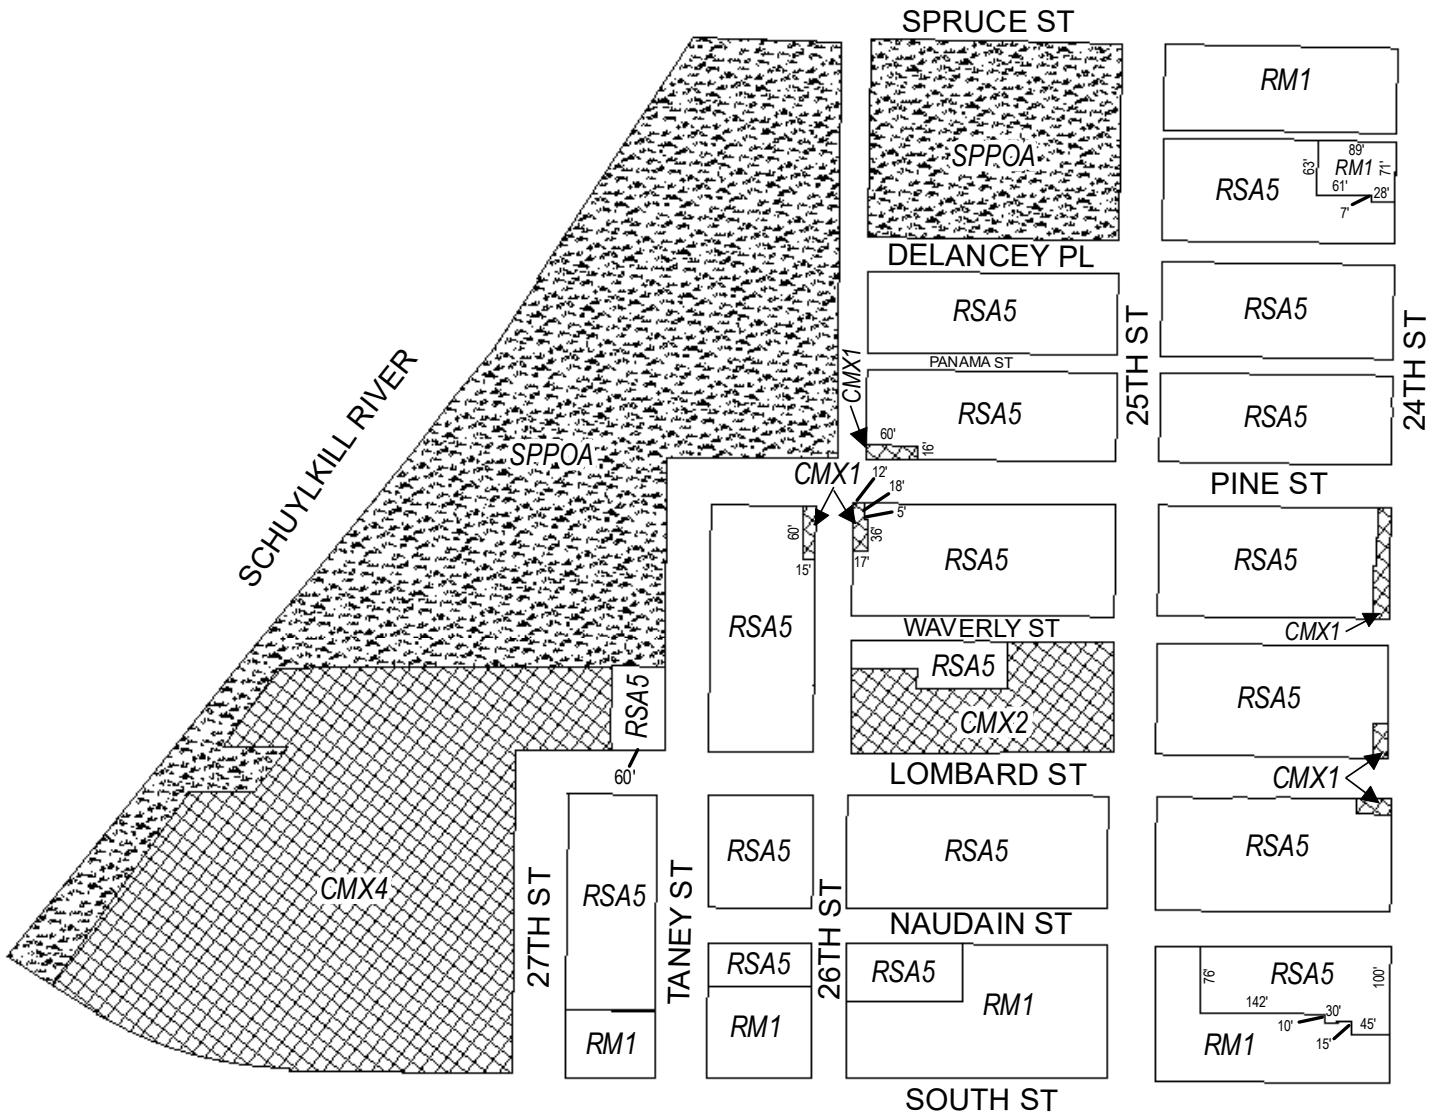 SPRUCE ST
RM1
SPPOA
RSA5
63'
89'
RM1
71'
61'
28'
7'
DELANCEY PL
RSA5
RSA5
25TH ST
24TH ST
PANAMA ST
CMX1
RSA5
RSA5
60'
16'
SCHUYLKILL RIVER
SPPOA
CMX1
12'
18'
5'
PINE ST
60'
15'
36'
17'
RSA5
RSA5
RSA5
CMX1
WAVERLY ST
RSA5
RSA5
CMX2
RSA5
60'
LOMBARD ST
CMX1
CMX4
RSA5
RSA5
RSA5
RSA5
27TH ST
TANEY ST
26TH ST
NAUDAIN ST
RSA5
RSA5
RSA5
76'
100'
142'
30'
10'
45'
15'
RM1
RM1
RM1
RM1
SOUTH ST